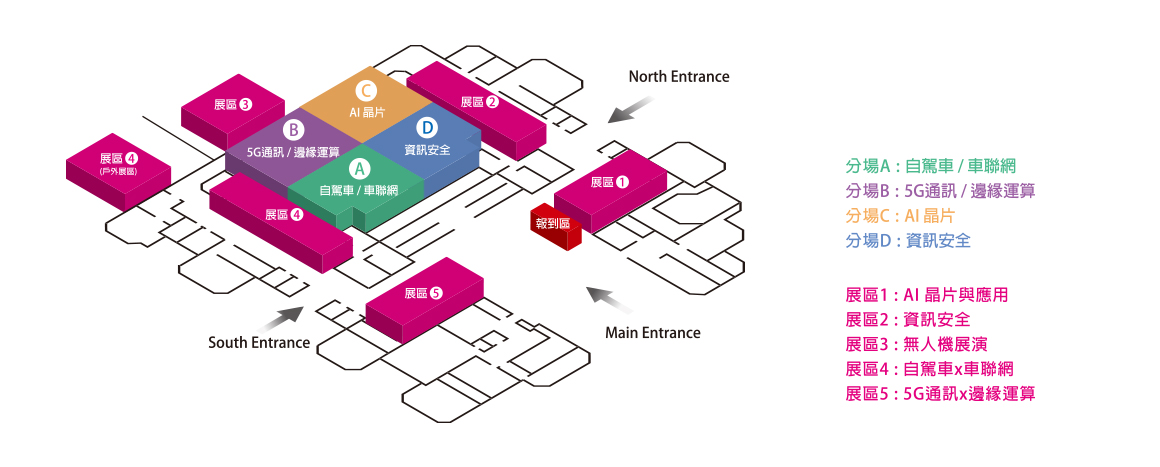 North Entrance
C
AI 晶片
展區 2
展區 3
B
5G通訊 / 邊緣運算
D
資訊安全
展區 4
(戶外展區)
A
自駕車 / 車聯網
展區 1
展區 4
報到區
展區 5
Main Entrance
South Entrance
分場A : 自駕車 / 車聯網
分場B : 5G通訊 / 邊緣運算
分場C : AI 晶片
分場D : 資訊安全
展區1 : AI 晶片與應用
展區2 : 資訊安全
展區3 : 無人機展演
展區4 : 自駕車x車聯網
展區5 : 5G通訊x邊緣運算